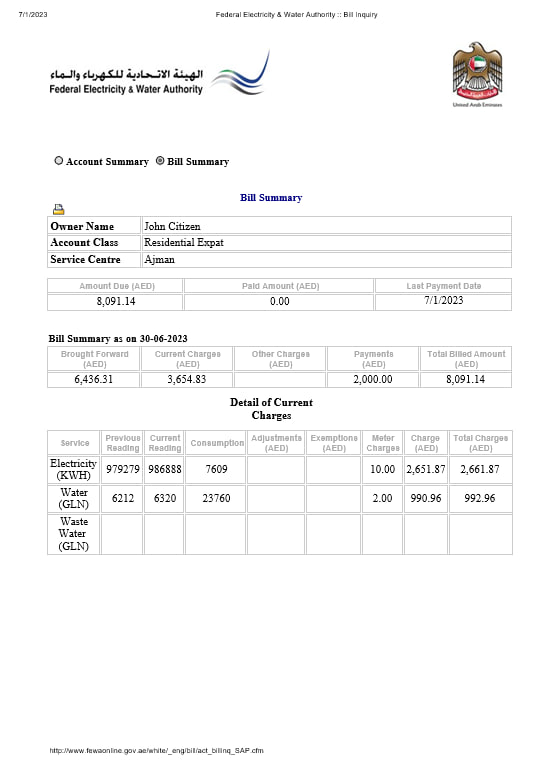 7/1/2023 Federal Electricity & Water Authority :: Bill Inquiry
الهيئة الاتحادية للكهرباء والماء
Federal Electricity & Water Authority
United Arab Emirates
Account Summary Bill Summary
Bill Summary
Owner Name John Citizen
Account Class Residential Expat
Service Centre Ajman
Amount Due (AED) Paid Amount (AED) Last Payment Date
8,091.14 0.00 7/1/2023
Bill Summary as on 30-06-2023
Brought Forward Current Charges Other Charges Payments Total Billed Amount
(AED) (AED) (AED) (AED) (AED)
6,436.31 3,654.83 2,000.00 8,091.14
Detail of Current
Charges
Service Previous Reading Current Reading Consumption Adjustments (AED) Exemptions (AED) Meter Charges Charge (AED) Total Charges (AED)
Electricity (KWH) 979279 986888 7609 10.00 2,651.87 2,661.87
Water (GLN) 6212 6320 23760 2.00 990.96 992.96
Waste Water (GLN)
http://www.fewaonline.gov.ae/white/_eng/bill/act_billinq_SAP.cfm